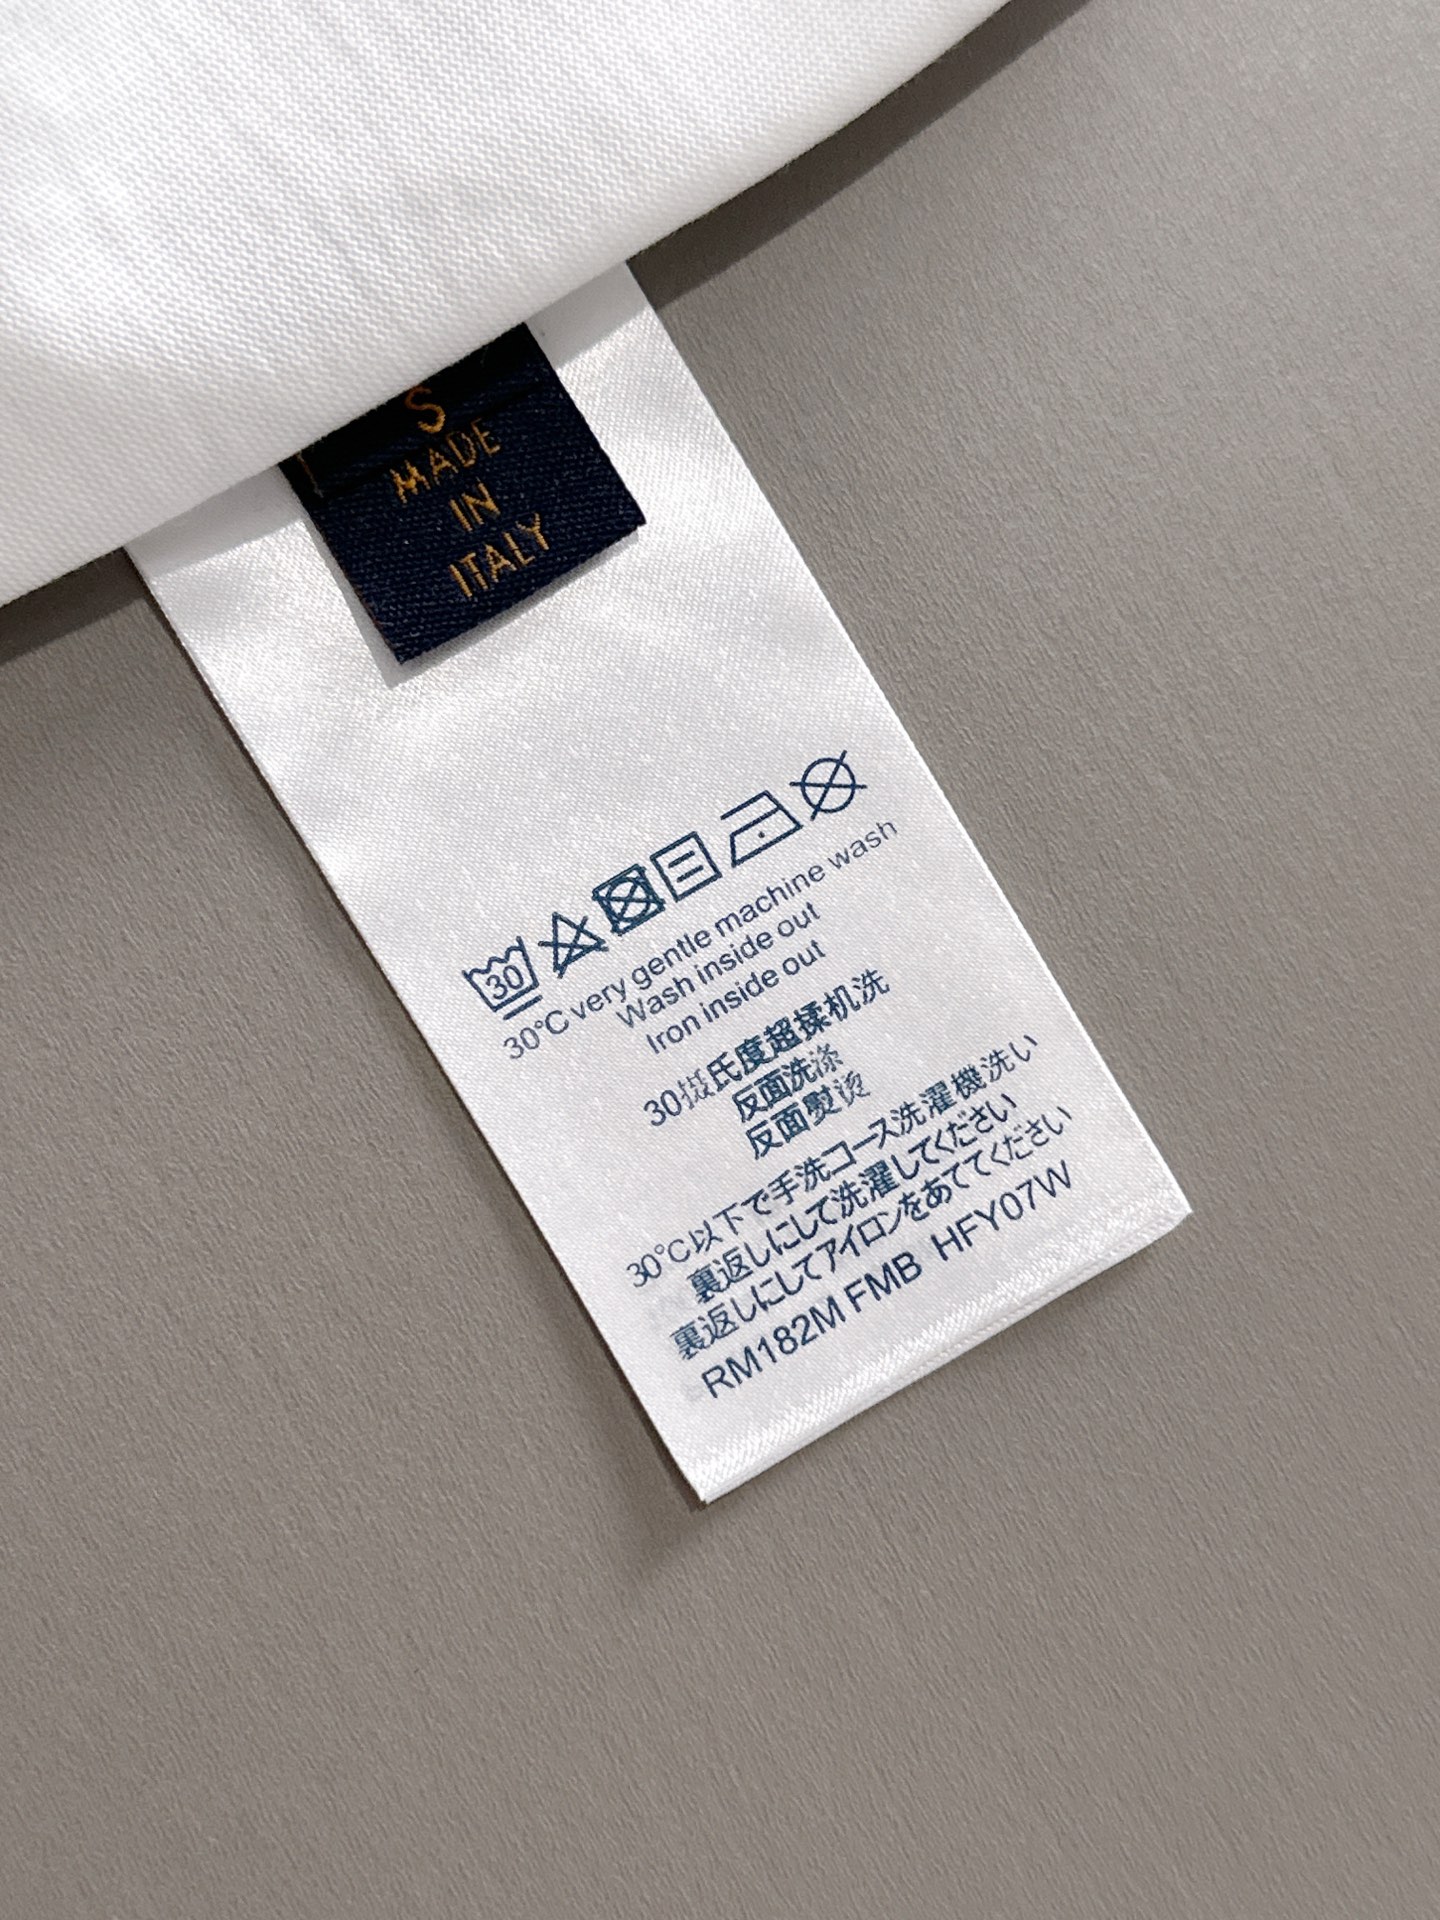 S
MADE
IN
ITALY
30
30°C very gentle machine wash
Wash inside out
Iron inside out
30摄氏度超揉机洗
反面洗涤
反面熨烫
30°C以下で手洗コース洗濯機洗い
裏返しにして洗濯してください
裏返しにしてアイロンをあててください
RM182M FMB HFY07W